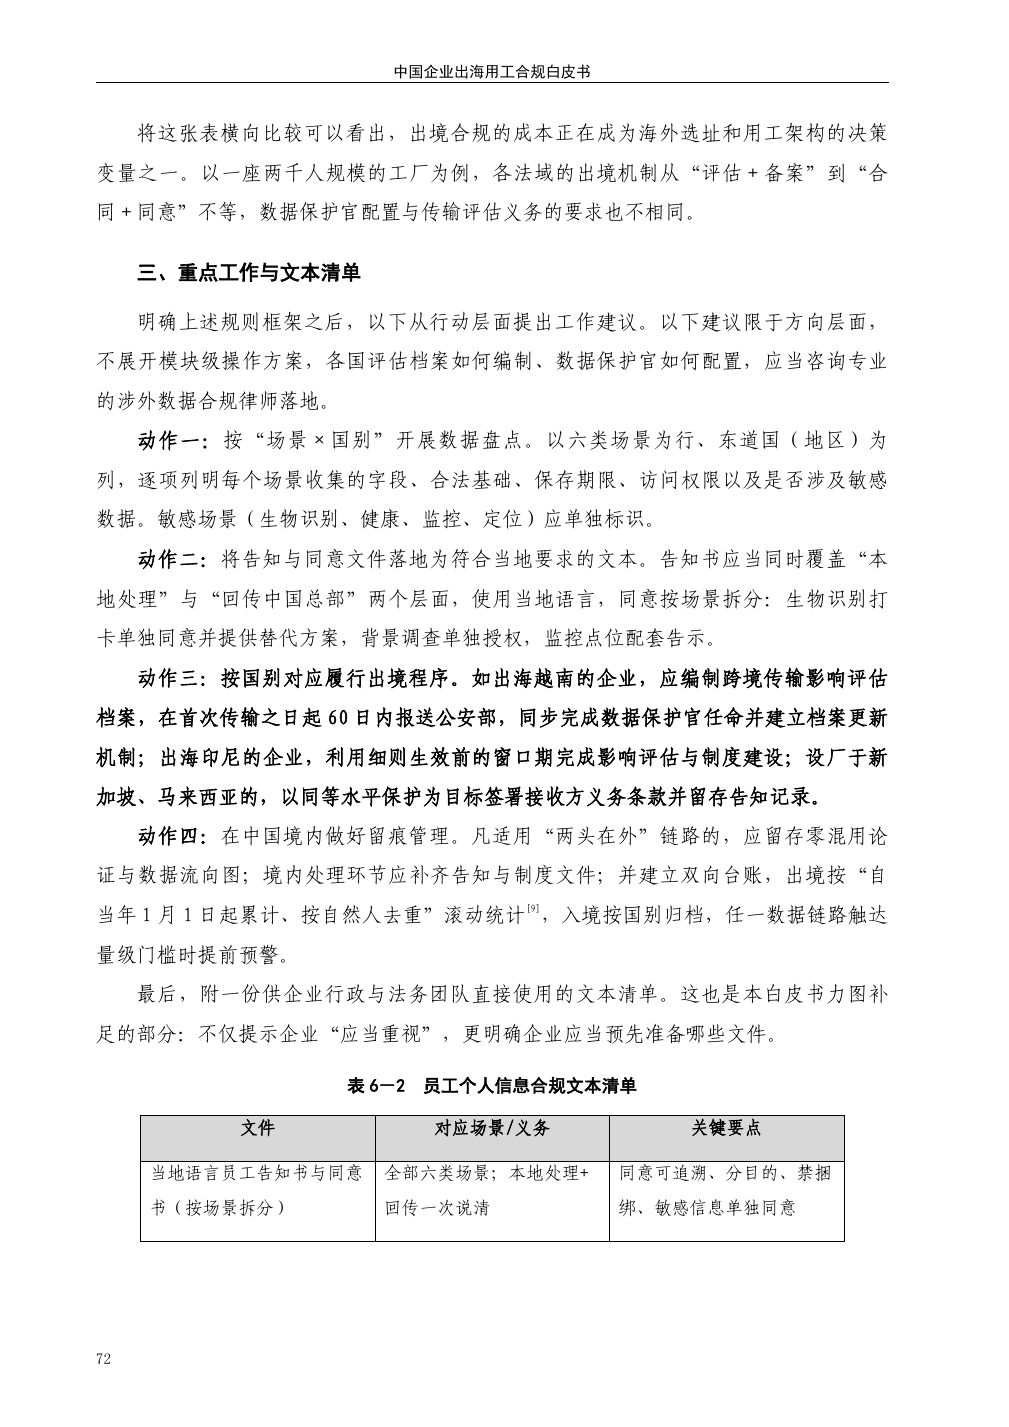 中国企业出海用工合规白皮书
将这张表横向比较可以看出，出境合规的成本正在成为海外选址和用工架构的决策
变量之一。以一座两千人规模的工厂为例，各法域的出境机制从“评估+备案”到“合
同+同意”不等，数据保护官配置与传输评估义务的要求也不相同。
三、重点工作与文本清单
明确上述规则框架之后，以下从行动层面提出工作建议。以下建议限于方向层面，
不展开模块级操作方案，各国评估档案如何编制、数据保护官如何配置，应当咨询专业
的涉外数据合规律师落地。
动作一：按“场景×国别”开展数据盘点。以六类场景为行、东道国（地区）为
列，逐项列明每个场景收集的字段、合法基础、保存期限、访问权限以及是否涉及敏感
数据。敏感场景（生物识别、健康、监控、定位）应单独标识。
动作二：将告知与同意文件落地为符合当地要求的文本。告知书应当同时覆盖“本
地处理”与“回传中国总部”两个层面，使用当地语言，同意按场景拆分：生物识别打
卡单独同意并提供替代方案，背景调查单独授权，监控点位配套告示。
动作三：按国别对应履行出境程序。如出海越南的企业，应编制跨境传输影响评估
档案，在首次传输之日起 60 日内报送公安部，同步完成数据保护官任命并建立档案更新
机制；出海印尼的企业，利用细则生效前的窗口期完成影响评估与制度建设；设厂于新
加坡、马来西亚的，以同等水平保护为目标签署接收方义务条款并留存告知记录。
动作四：在中国境内做好留痕管理。凡适用“两头在外”链路的，应留存零混用论
证与数据流向图；境内处理环节应补齐告知与制度文件；并建立双向台账，出境按“自
当年 1 月 1 日起累计、按自然人去重”滚动统计[9]，入境按国别归档，任一数据链路触达
量级门槛时提前预警。
最后，附一份供企业行政与法务团队直接使用的文本清单。这也是本白皮书力图补
足的部分：不仅提示企业“应当重视”，更明确企业应当预先准备哪些文件。
表 6—2 员工个人信息合规文本清单
文件 对应场景/义务 关键要点
当地语言员工告知书与同意 全部六类场景；本地处理+ 同意可追溯、分目的、禁捆
书（按场景拆分） 回传一次说清 绑、敏感信息单独同意
72